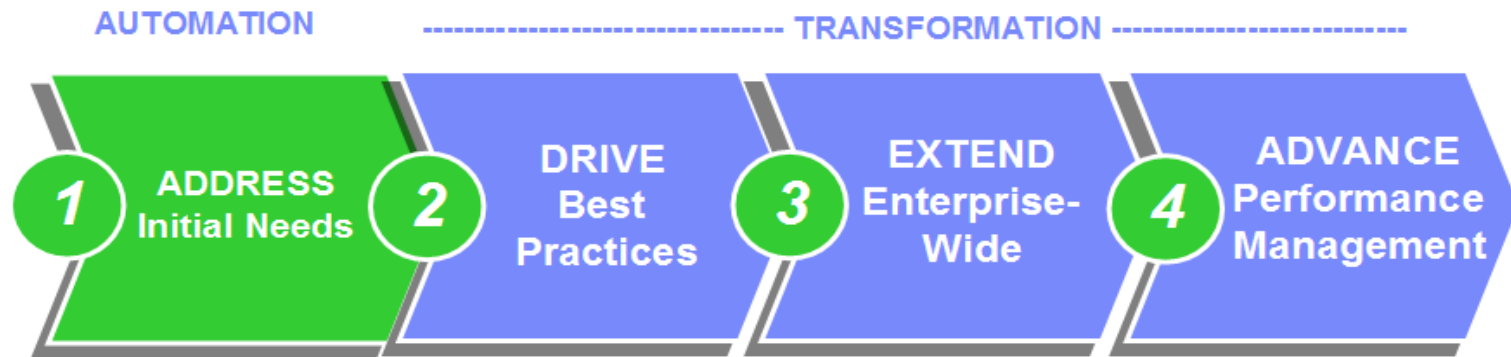 AUTOMATION
--------------------------------- TRANSFORMATION ---------------------------
1
ADDRESS
Initial Needs
2
DRIVE
Best
Practices
3
EXTEND
Enterprise-
Wide
4
ADVANCE
Performance
Management